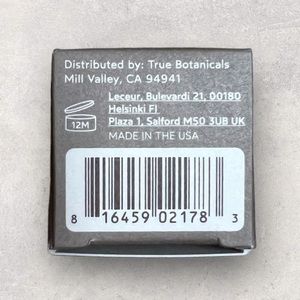 Distributed by: True Botanicals
Mill Valley, CA 94941
Leceur, Bulevardi 21, 00180
Helsinki FI
Plaza 1, Salford M50 3UB UK
12M
MADE IN THE USA
8 16459 02178 3